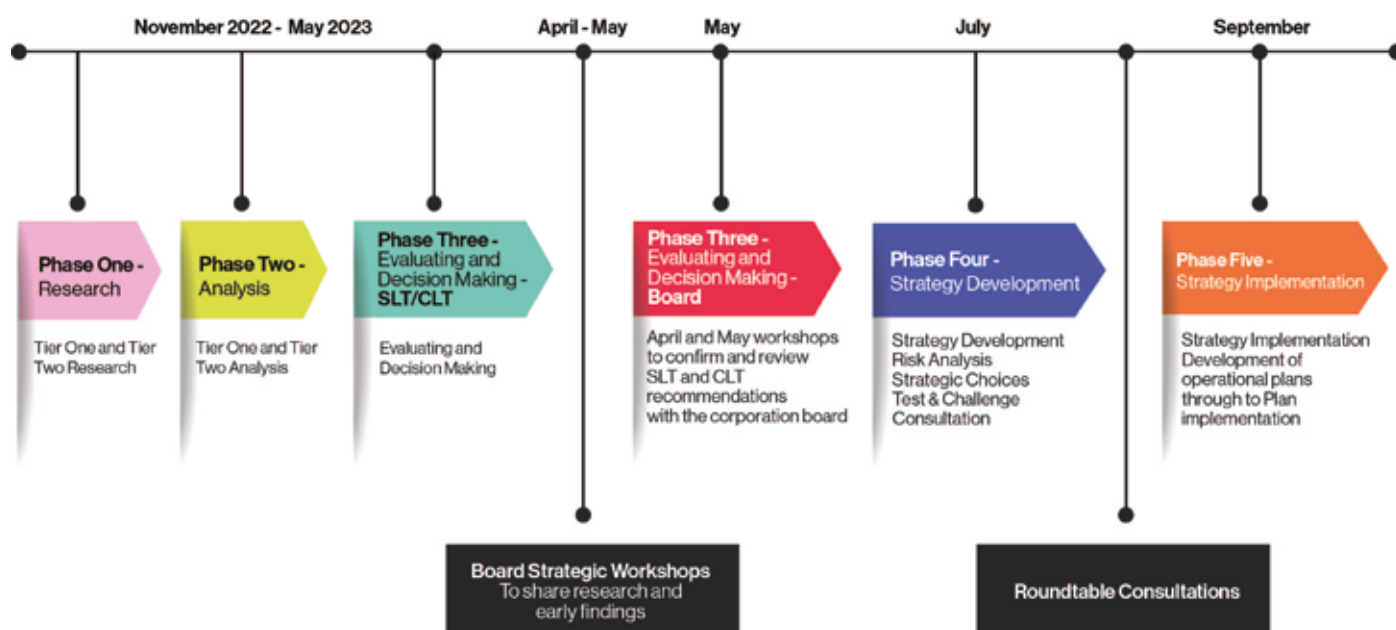 November 2022 - May 2023
April - May
May
July
September
Phase One -
Research
Tier One and Tier
Two Research
Phase Two -
Analysis
Tier One and Tier
Two Analysis
Phase Three -
Evaluating and
Decision Making -
SLT/CLT
Evaluating and
Decision Making
Phase Three -
Evaluating and
Decision Making -
Board
April and May workshops
to confirm and review
SLT and CLT
recommendations
with the corporation board
Phase Four -
Strategy Development
Strategy Development
Risk Analysis
Strategic Choices
Test & Challenge
Consultation
Phase Five -
Strategy Implementation
Strategy Implementation
Development of
operational plans
through to Plan
implementation
Board Strategic Workshops
To share research and
early findings
Roundtable Consultations